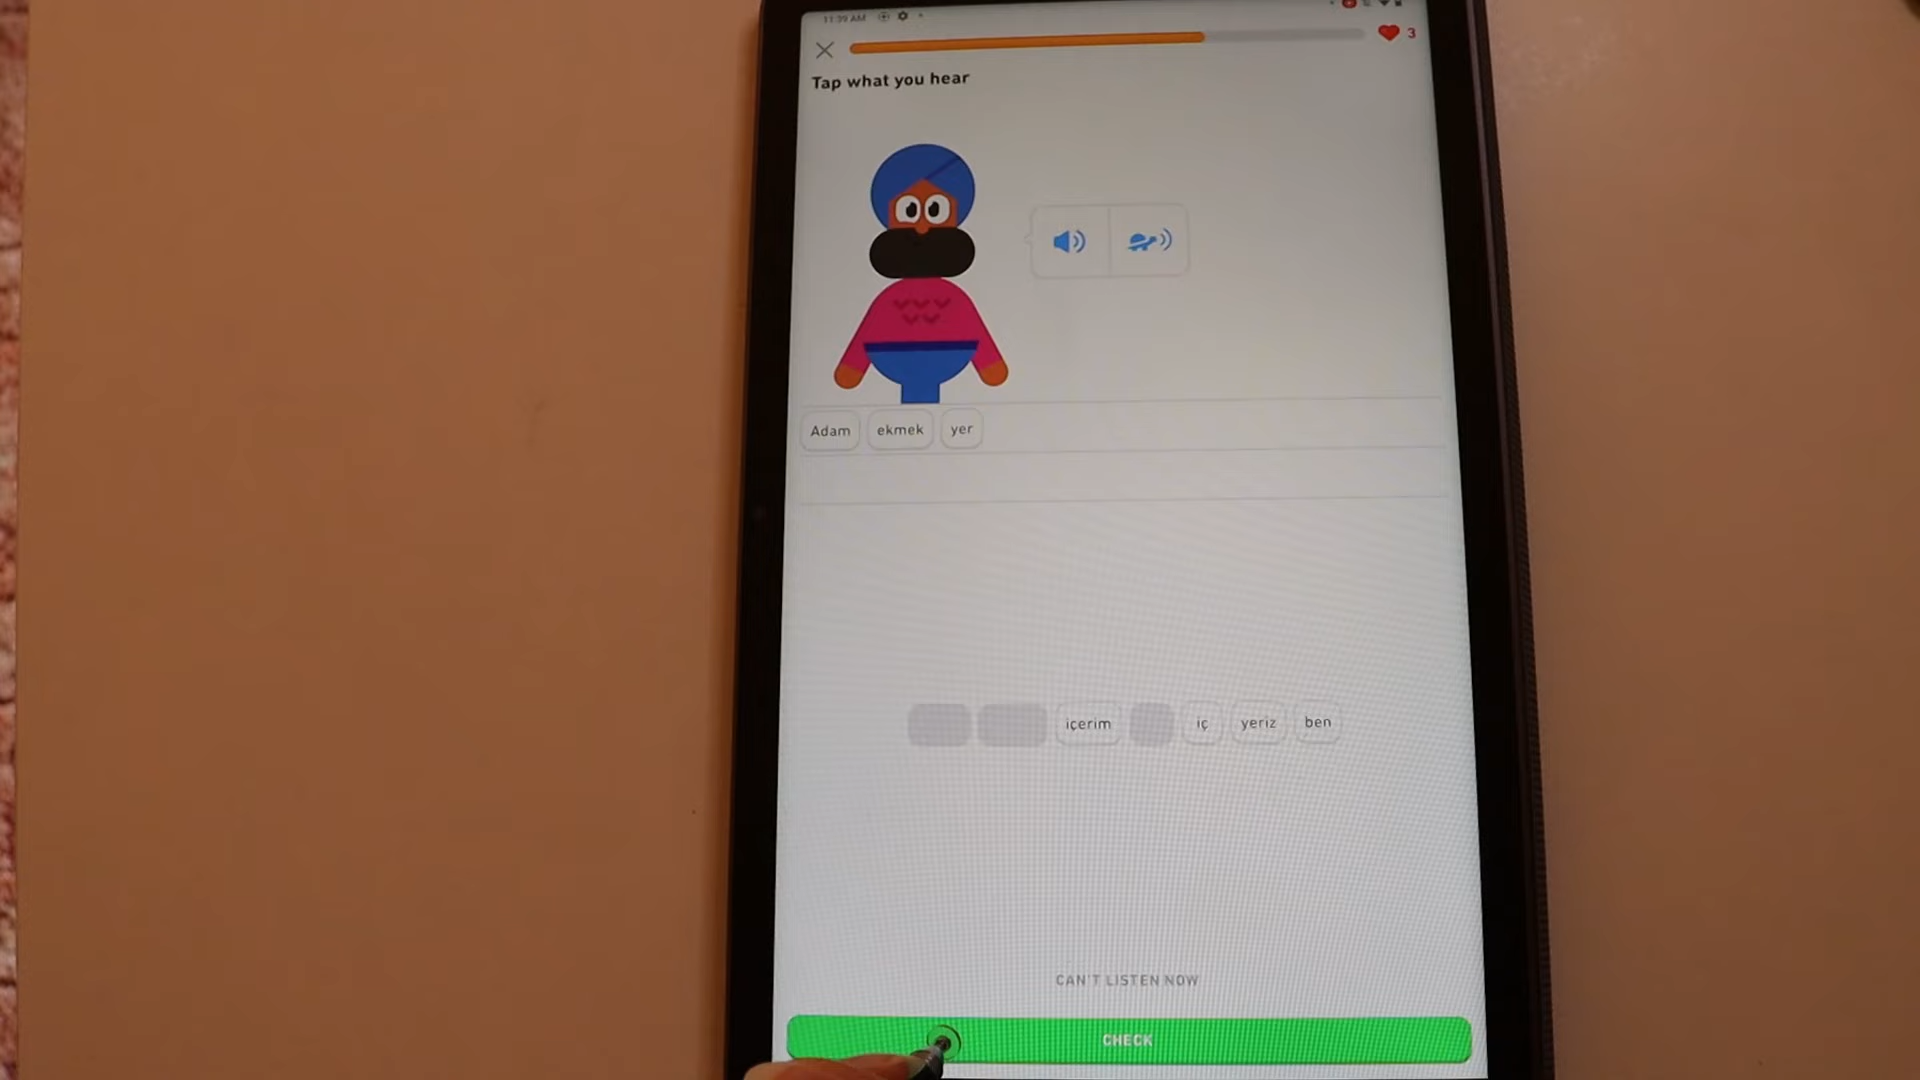 11:39 AM
3
Tap what you hear
Adam ekmek yer
içerim iç yeriz ben
CAN'T LISTEN NOW
CHECK